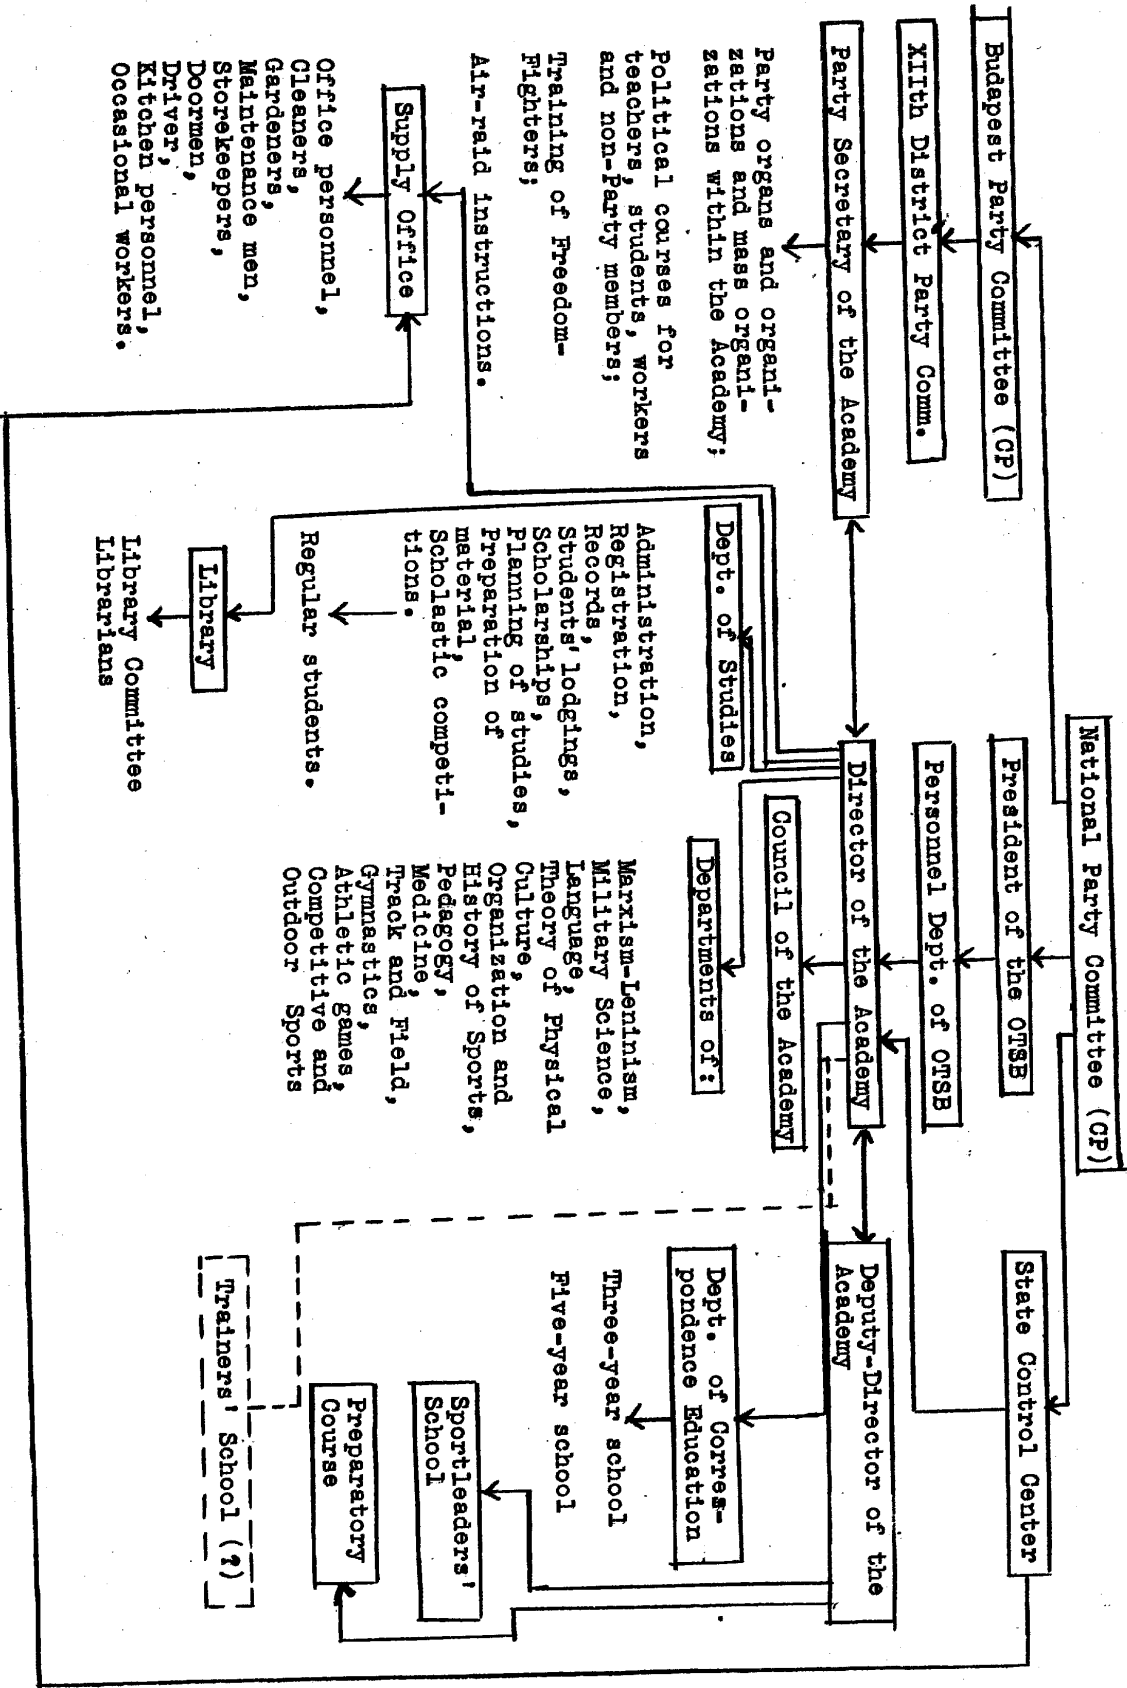 National Party Committee (CP)
Budapest Party Committee (CP)
President of the OTSB
State Control Center
XIIth District Party Comm.
Personnel Dept. of OTSB
Party Secretary of the Academy
Director of the Academy
Deputy-Director of the
Academy
Party organs and organi-
zations and mass organi-
zations within the Academy;
Political courses for
teachers, students, workers
and non-Party members;
Training of Freedom-
Fighters;
Air-raid instructions.
Council of the Academy
Dept. of Studies
Administration,
Registration,
Records,
Students' lodgings,
Scholarships,
Planning of studies,
Preparation of
material,
Scholastic competi-
tions.
Regular students.
Departments of:
Marxism-Leninism,
Military Science,
Language,
Theory of Physical
Culture,
Organization and
History of Sports,
Pedagogy,
Medicine,
Track and Field,
Gymnastics,
Athletic games,
Competitive and
Outdoor Sports
Dept. of Corres-
pondence Education
Three-year school
Five-year school
Sportleaders'
School
Preparatory
Course
Trainers' School (?)
Supply Office
Office personnel,
Cleaners,
Gardeners,
Maintenance men,
Storekeepers,
Doormen,
Driver,
Kitchen personnel,
Occasional workers.
Library
Library Committee
Librarians